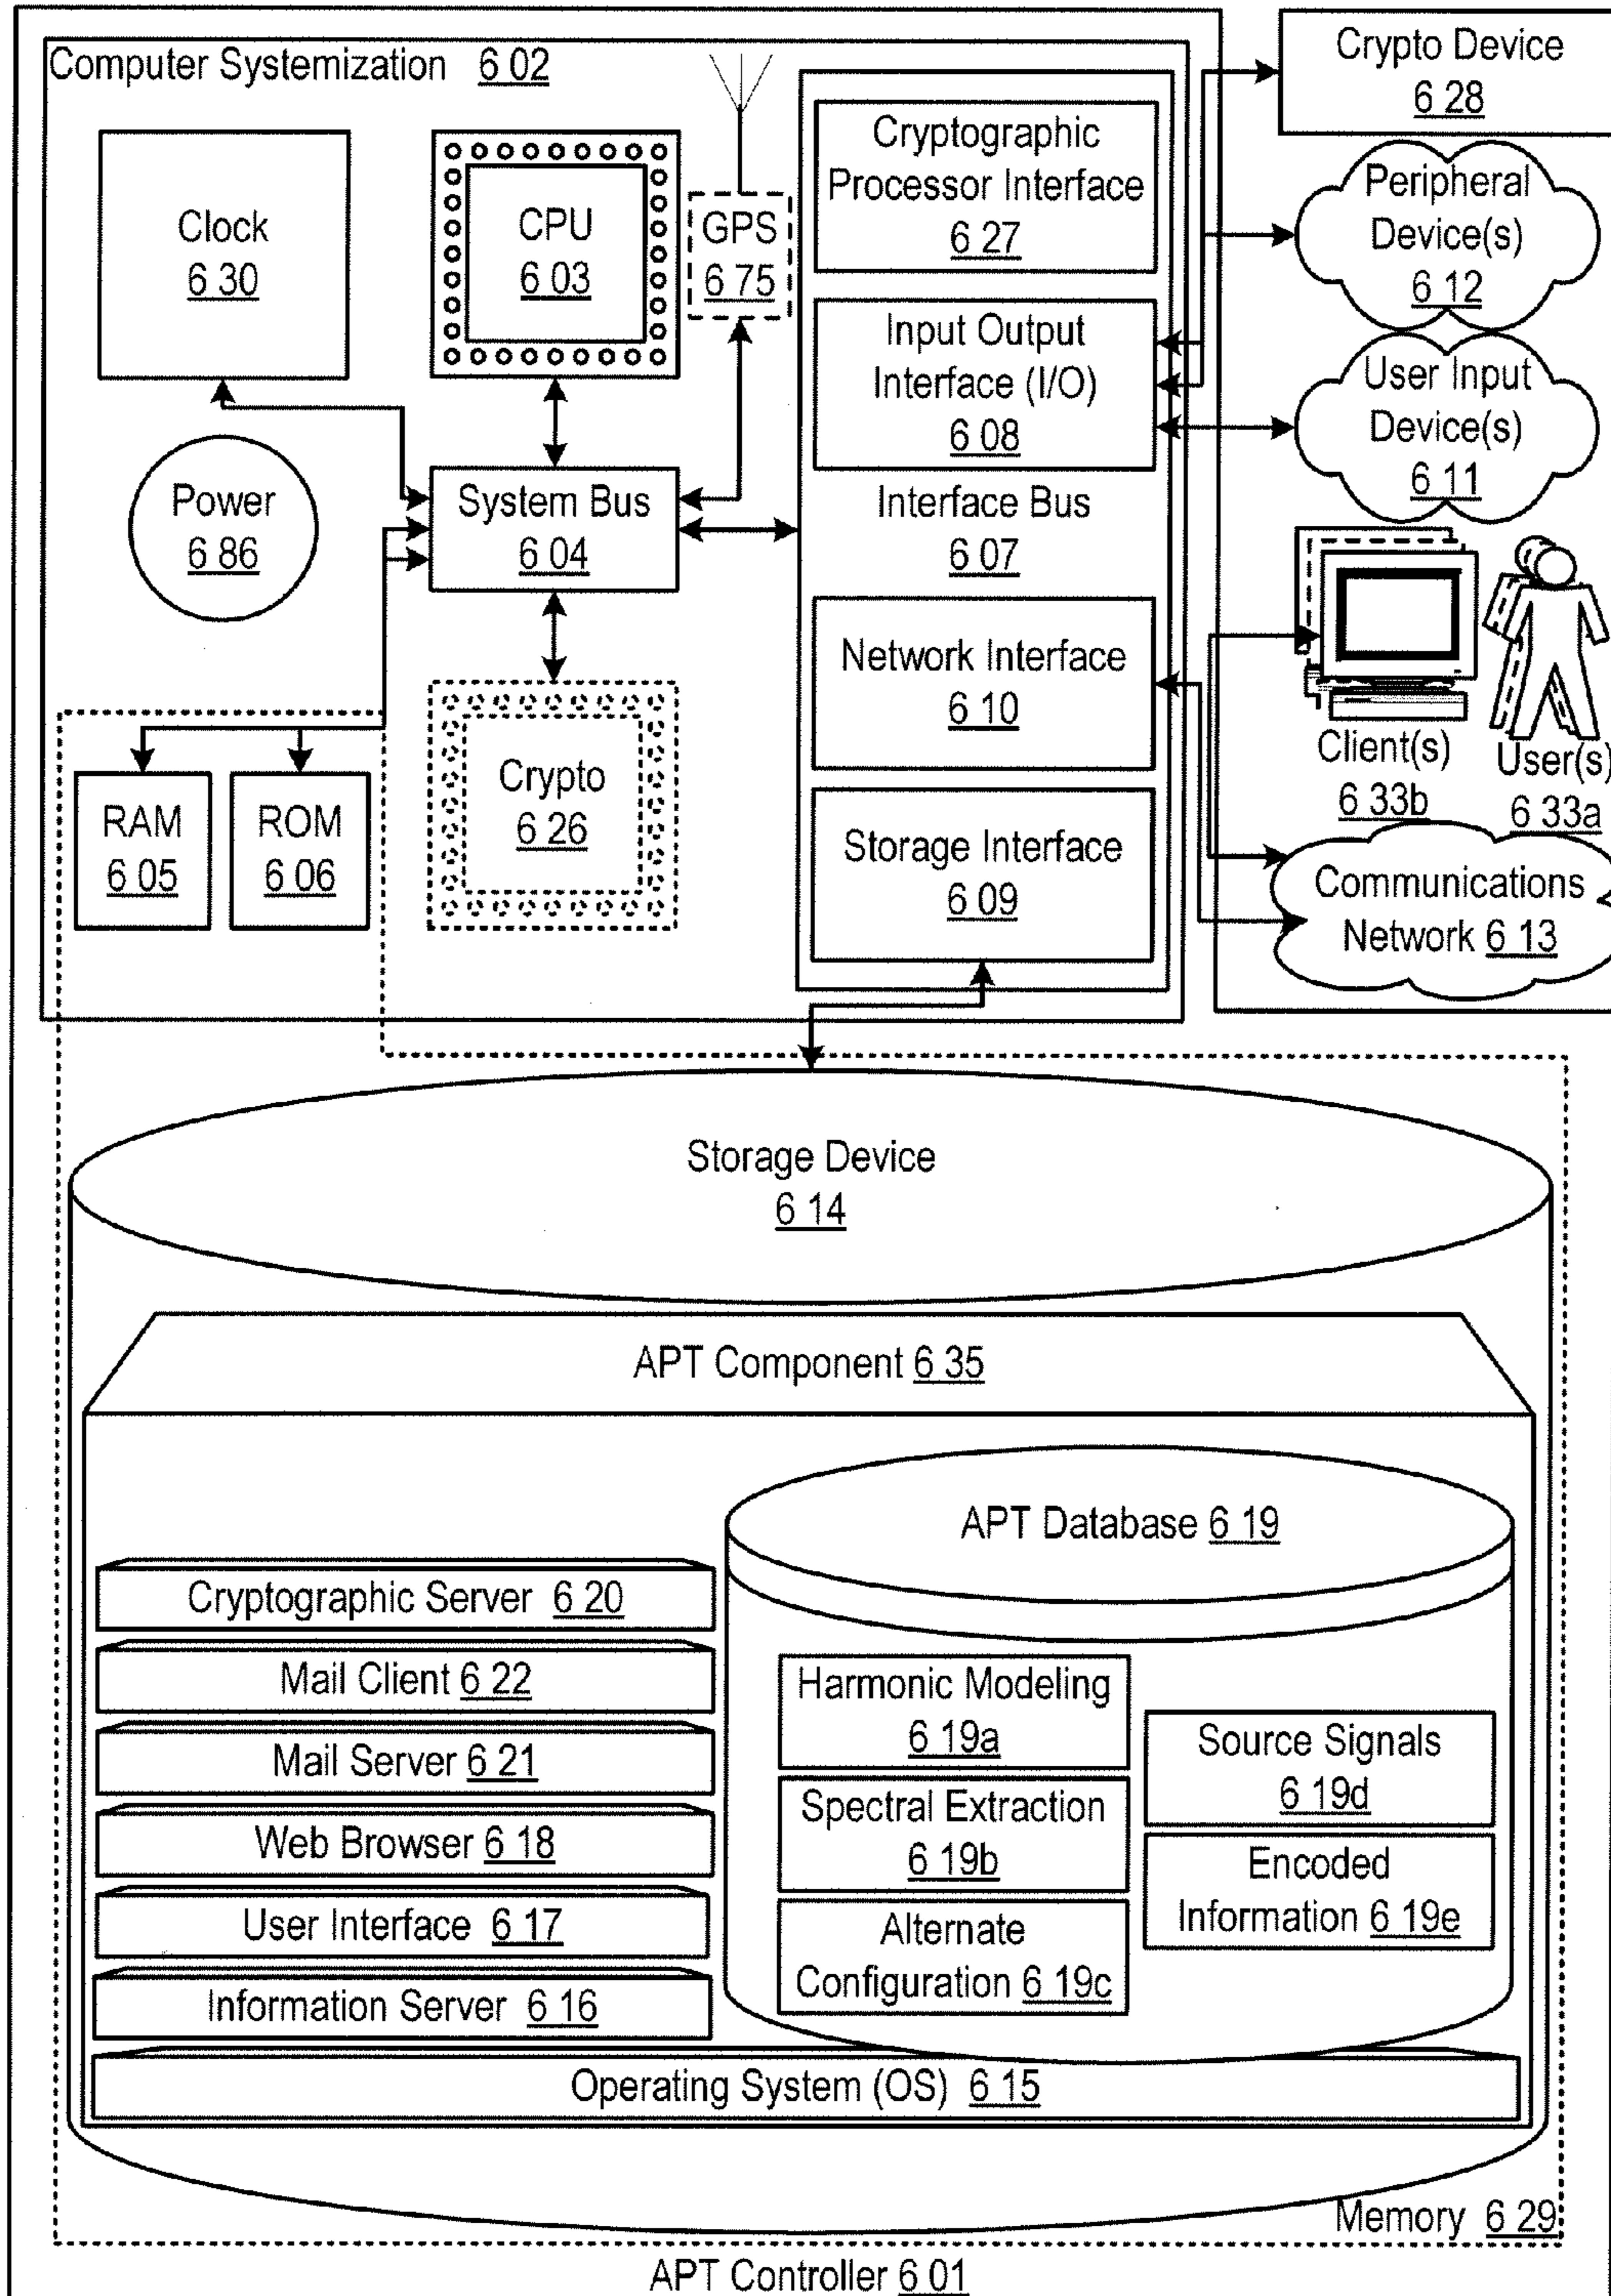 Computer Systemization 6 02
Crypto Device
6 28
Clock
6 30
CPU
6 03
GPS
6 75
Cryptographic
Processor Interface
6 27
Peripheral
Device(s)
6 12
Input Output
Interface (I/O)
6 08
User Input
Device(s)
6 11
Power
6 86
System Bus
6 04
Interface Bus
6 07
Network Interface
6 10
Client(s)
6 33b
User(s)
6 33a
RAM
6 05
ROM
6 06
Crypto
6 26
Storage Interface
6 09
Communications
Network 6 13
Storage Device
6 14
APT Component 6 35
APT Database 6 19
Cryptographic Server 6 20
Mail Client 6 22
Mail Server 6 21
Web Browser 6 18
User Interface 6 17
Information Server 6 16
Harmonic Modeling
6 19a
Spectral Extraction
6 19b
Alternate
Configuration 6 19c
Source Signals
6 19d
Encoded
Information 6 19e
Operating System (OS) 6 15
Memory 6 29
APT Controller 6 01